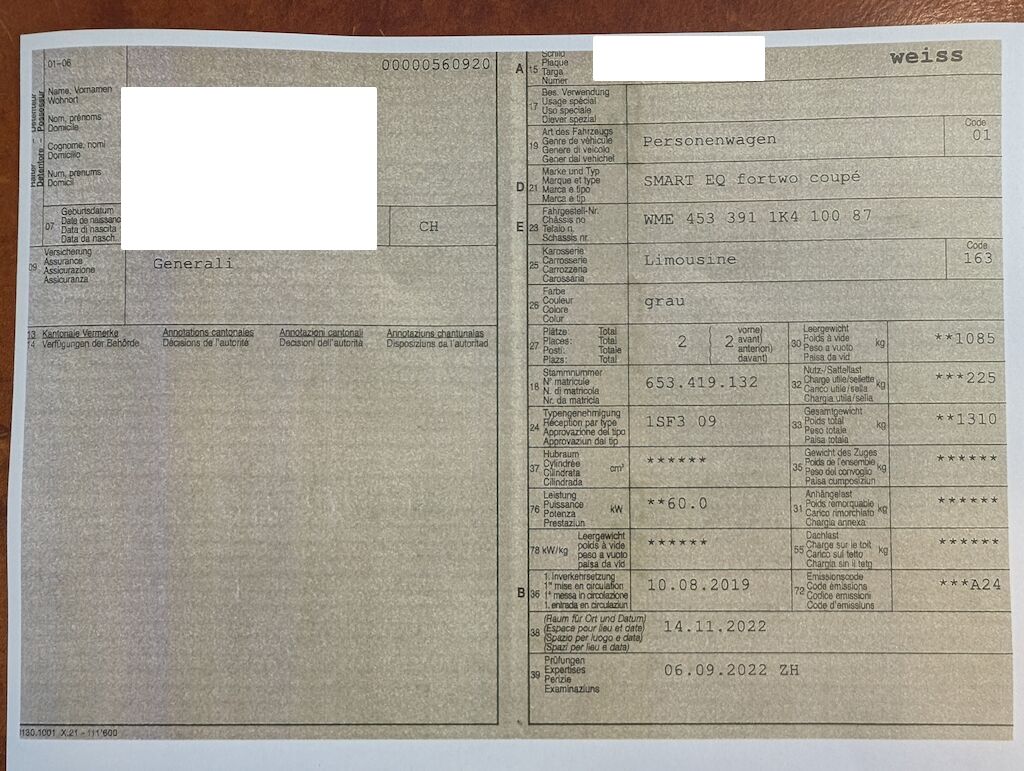 01-06
00000560920
Halter - Détenteur
Detentore - Possessur
Name, Vornamen
Wohnort
Nom, prénoms
Domicile
Cognome, nomi
Domicilio
Num, prenums
Domicil
07
Geburtsdatum
Date de naissance
Data di nascita
Data da nasch.
CH
09
Versicherung
Assurance
Assicurazione
Assicuranza
Generali
13 Kantonale Vermerke Annotations cantonales Annotazioni cantonali Annotaziuns chantunalas
14 Verfügungen der Behörde Décisions de l'autorité Decisioni dell'autorità Disposiziuns da l'autoritad
130.1001 X.21 - 111'600
A 15
Schild
Plaque
Targa
Numer
weiss
17
Bes. Verwendung
Usage spécial
Uso speciale
Diever spezial
19
Art des Fahrzeugs
Genre de véhicule
Genere di veicolo
Gener dal vehichel
Personenwagen
Code
01
D 21
Marke und Typ
Marque et type
Marca e tipo
Marca e tip
SMART EQ fortwo coupé
E 23
Fahrgestell-Nr.
Châssis no
Telaio n.
Schassis nr.
WME 453 391 1K4 100 87
25
Karosserie
Carrosserie
Carrozzeria
Carossaria
Limousine
Code
163
26
Farbe
Couleur
Colore
Colur
grau
27
Plätze: Total
Places: Total
Posti: Totale
Plazs: Total
2
2
vorne)
avant)
anterion)
davant)
30
Leergewicht
Poids à vide
Peso a vuoto
Paisa da vid
kg
**1085
18
Stammnummer
N° matricule
N. di matricola
Nr. da matricla
653.419.132
32
Nutz-/Sattellast
Charge utile/sellette
Carico utile/sella
Chargia utila/sella
kg
***225
24
Typengenehmigung
Réception par type
Approvazione del tipo
Approvaziun dal tip
1SF3 09
33
Gesamtgewicht
Poids total
Peso totale
Paisa totala
kg
**1310
37
Hubraum
Cylindrée
Cilindrata
Cilindrada
cm³
******
35
Gewicht des Zuges
Poids de l'ensemble
Peso del convoglio
Paisa cumposiziun
kg
******
76
Leistung
Puissance
Potenza
Prestaziun
kW
**60.0
31
Anhängelast
Poids remorquable
Carico rimorchiato
Chargia annexa
kg
******
78 kW/kg
Leergewicht
poids à vide
peso a vuoto
paisa da vid
******
55
Dachlast
Charge sur le toit
Carico sul tetto
Chargia sin il tetg
kg
******
B 36
1. Inverkehrsetzung
1re mise en circulation
1a messa in circolazione
1. entrada en circulaziun
10.08.2019
72
Emissionscode
Code émissions
Codice emissioni
Code d'emissiuns
***A24
38
(Raum für Ort und Datum)
(Espace pour lieu et date)
(Spazio per luogo e data)
(Spazi per lieu e data)
14.11.2022
39
Prüfungen
Expertises
Perizie
Examinaziuns
06.09.2022 ZH